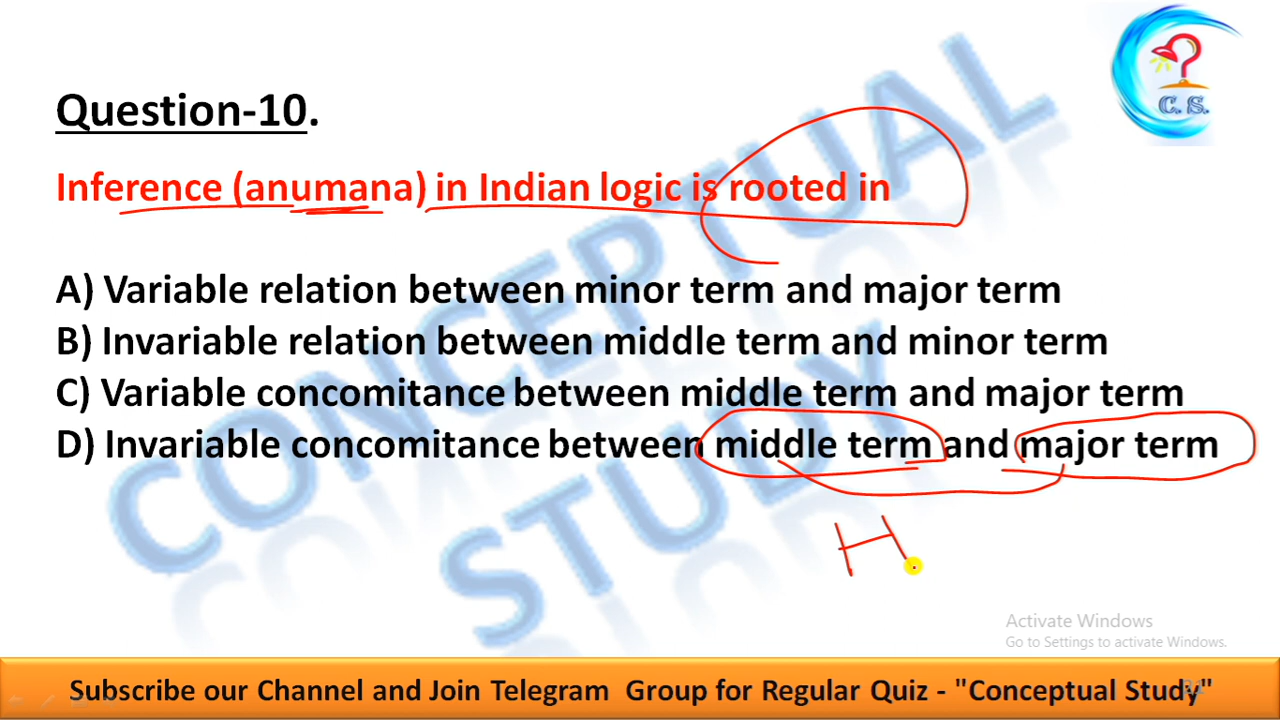 C. S.
Question-10.
Inference (anumana) in Indian logic is rooted in
A) Variable relation between minor term and major term
B) Invariable relation between middle term and minor term
C) Variable concomitance between middle term and major term
D) Invariable concomitance between middle term and major term
H
CONCEPTUAL
STUDY
Activate Windows
Go to Settings to activate Windows.
Subscribe our Channel and Join Telegram Group for Regular Quiz - "Conceptual Study"